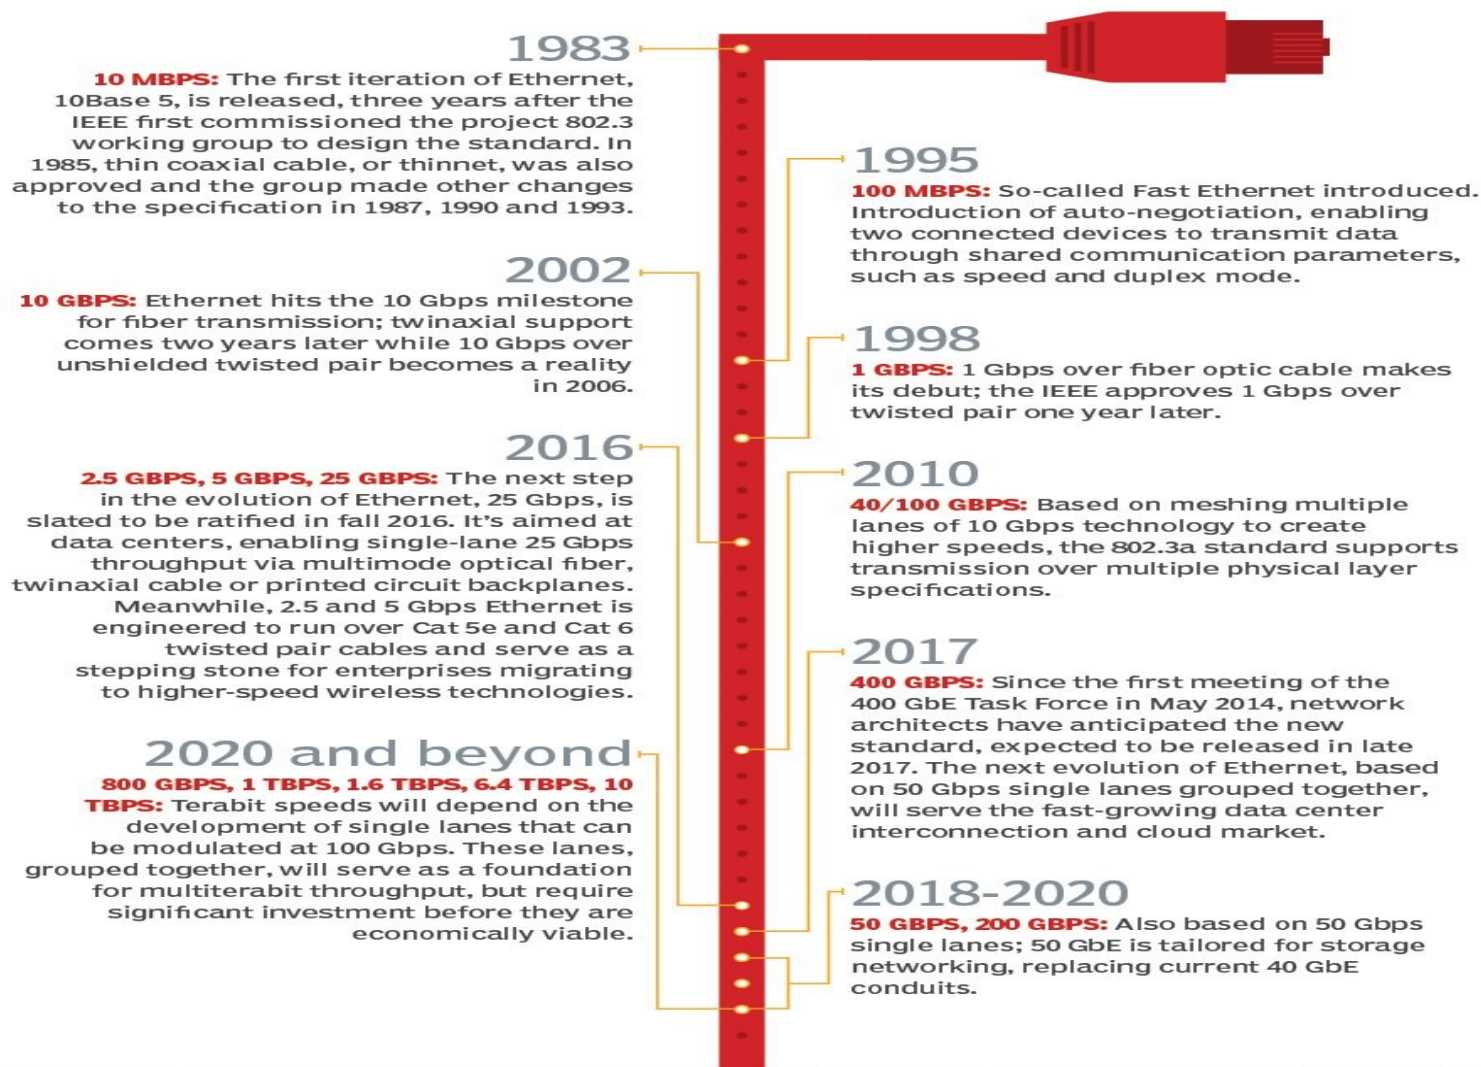 1983
10 MBPS: The first iteration of Ethernet,
10Base 5, is released, three years after the
IEEE first commissioned the project 802.3
working group to design the standard. In
1985, thin coaxial cable, or thinnet, was also
approved and the group made other changes
to the specification in 1987, 1990 and 1993.
1995
100 MBPS: So-called Fast Ethernet introduced.
Introduction of auto-negotiation, enabling
two connected devices to transmit data
through shared communication parameters,
such as speed and duplex mode.
1998
1 GBPS: 1 Gbps over fiber optic cable makes
its debut; the IEEE approves 1 Gbps over
twisted pair one year later.
2002
10 GBPS: Ethernet hits the 10 Gbps milestone
for fiber transmission; twinaxial support
comes two years later while 10 Gbps over
unshielded twisted pair becomes a reality
in 2006.
2010
40/100 GBPS: Based on meshing multiple
lanes of 10 Gbps technology to create
higher speeds, the 802.3a standard supports
transmission over multiple physical layer
specifications.
2016
2.5 GBPS, 5 GBPS, 25 GBPS: The next step
in the evolution of Ethernet, 25 Gbps, is
slated to be ratified in fall 2016. It's aimed at
data centers, enabling single-lane 25 Gbps
throughput via multimode optical fiber,
twinaxial cable or printed circuit backplanes.
Meanwhile, 2.5 and 5 Gbps Ethernet is
engineered to run over Cat 5e and Cat 6
twisted pair cables and serve as a
stepping stone for enterprises migrating
to higher-speed wireless technologies.
2017
400 GBPS: Since the first meeting of the
400 GbE Task Force in May 2014, network
architects have anticipated the new
standard, expected to be released in late
2017. The next evolution of Ethernet, based
on 50 Gbps single lanes grouped together,
will serve the fast-growing data center
interconnection and cloud market.
2018-2020
50 GBPS, 200 GBPS: Also based on 50 Gbps
single lanes; 50 GbE is tailored for storage
networking, replacing current 40 GbE
conduits.
2020 and beyond
800 GBPS, 1 TBPS, 1.6 TBPS, 6.4 TBPS, 10
TBPS: Terabit speeds will depend on the
development of single lanes that can
be modulated at 100 Gbps. These lanes,
grouped together, will serve as a foundation
for multiterabit throughput, but require
significant investment before they are
economically viable.